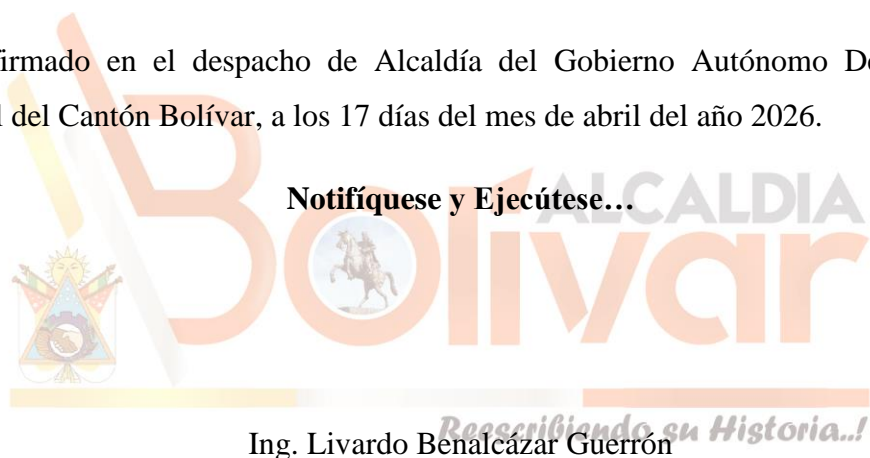 firmado en el despacho de Alcaldía del Gobierno Autónomo De
l del Cantón Bolívar, a los 17 días del mes de abril del año 2026.
Notifíquese y Ejecútese…
ALCALDIA
Bolívar
Reescribiendo su Historia..!
Ing. Livardo Benalcázar Guerrón